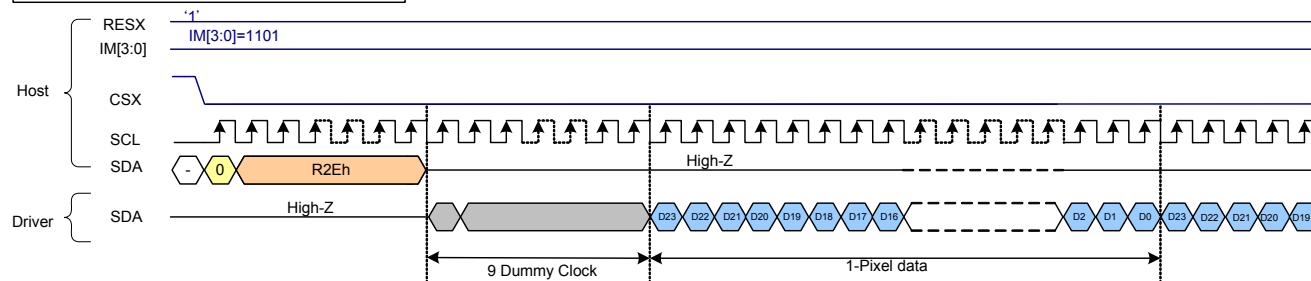 RESX '1'
IM[3:0] IM[3:0]=1101
Host
CSX
SCL
SDA - 0 R2Eh High-Z
Driver SDA High-Z D23 D22 D21 D20 D19 D18 D17 D16 D2 D1 D0 D23 D22 D21 D20 D19
9 Dummy Clock 1-Pixel data